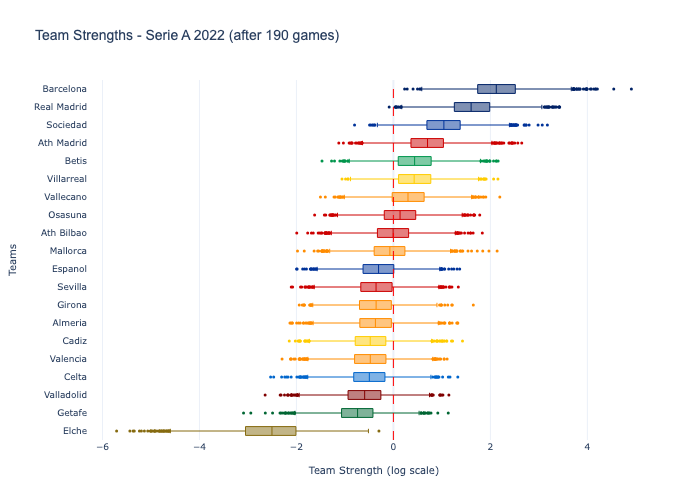 Team Strengths - Serie A 2022 (after 190 games)
Barcelona
Real Madrid
Sociedad
Ath Madrid
Betis
Villarreal
Vallecano
Osasuna
Ath Bilbao
Mallorca
Espanol
Sevilla
Girona
Almeria
Cadiz
Valencia
Celta
Valladolid
Getafe
Elche
Teams
−6 −4 −2 0 2 4
Team Strength (log scale)